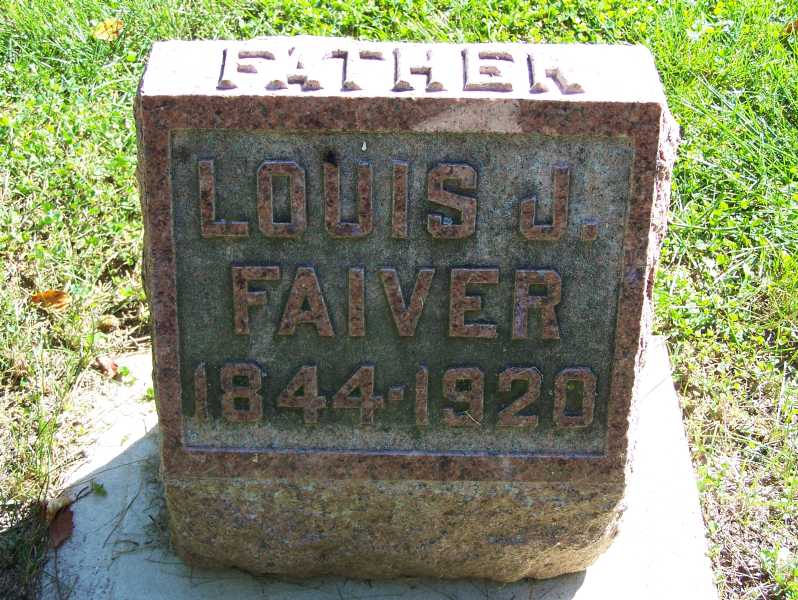 FATHER
LOUIS J.
FAIVER
1844-1920